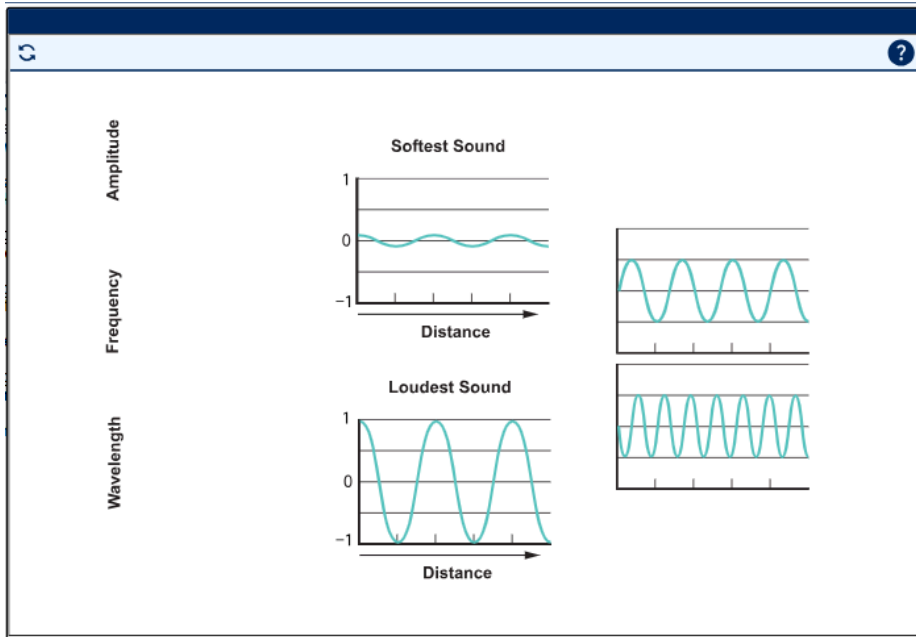 ?
Amplitude
Frequency
Wavelength
Softest Sound
1
0
−1
Distance
Loudest Sound
1
0
−1
Distance